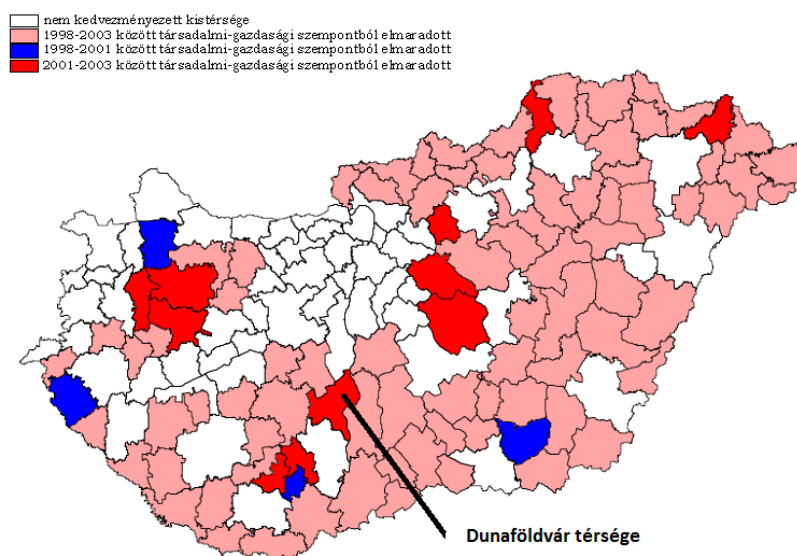 nem kedvezményezett kistérsége
1998-2003 között társadalmi-gazdasági szempontból elmaradott
1998-2001 között társadalmi-gazdasági szempontból elmaradott
2001-2003 között társadalmi-gazdasági szempontból elmaradott
Dunaföldvár térsége